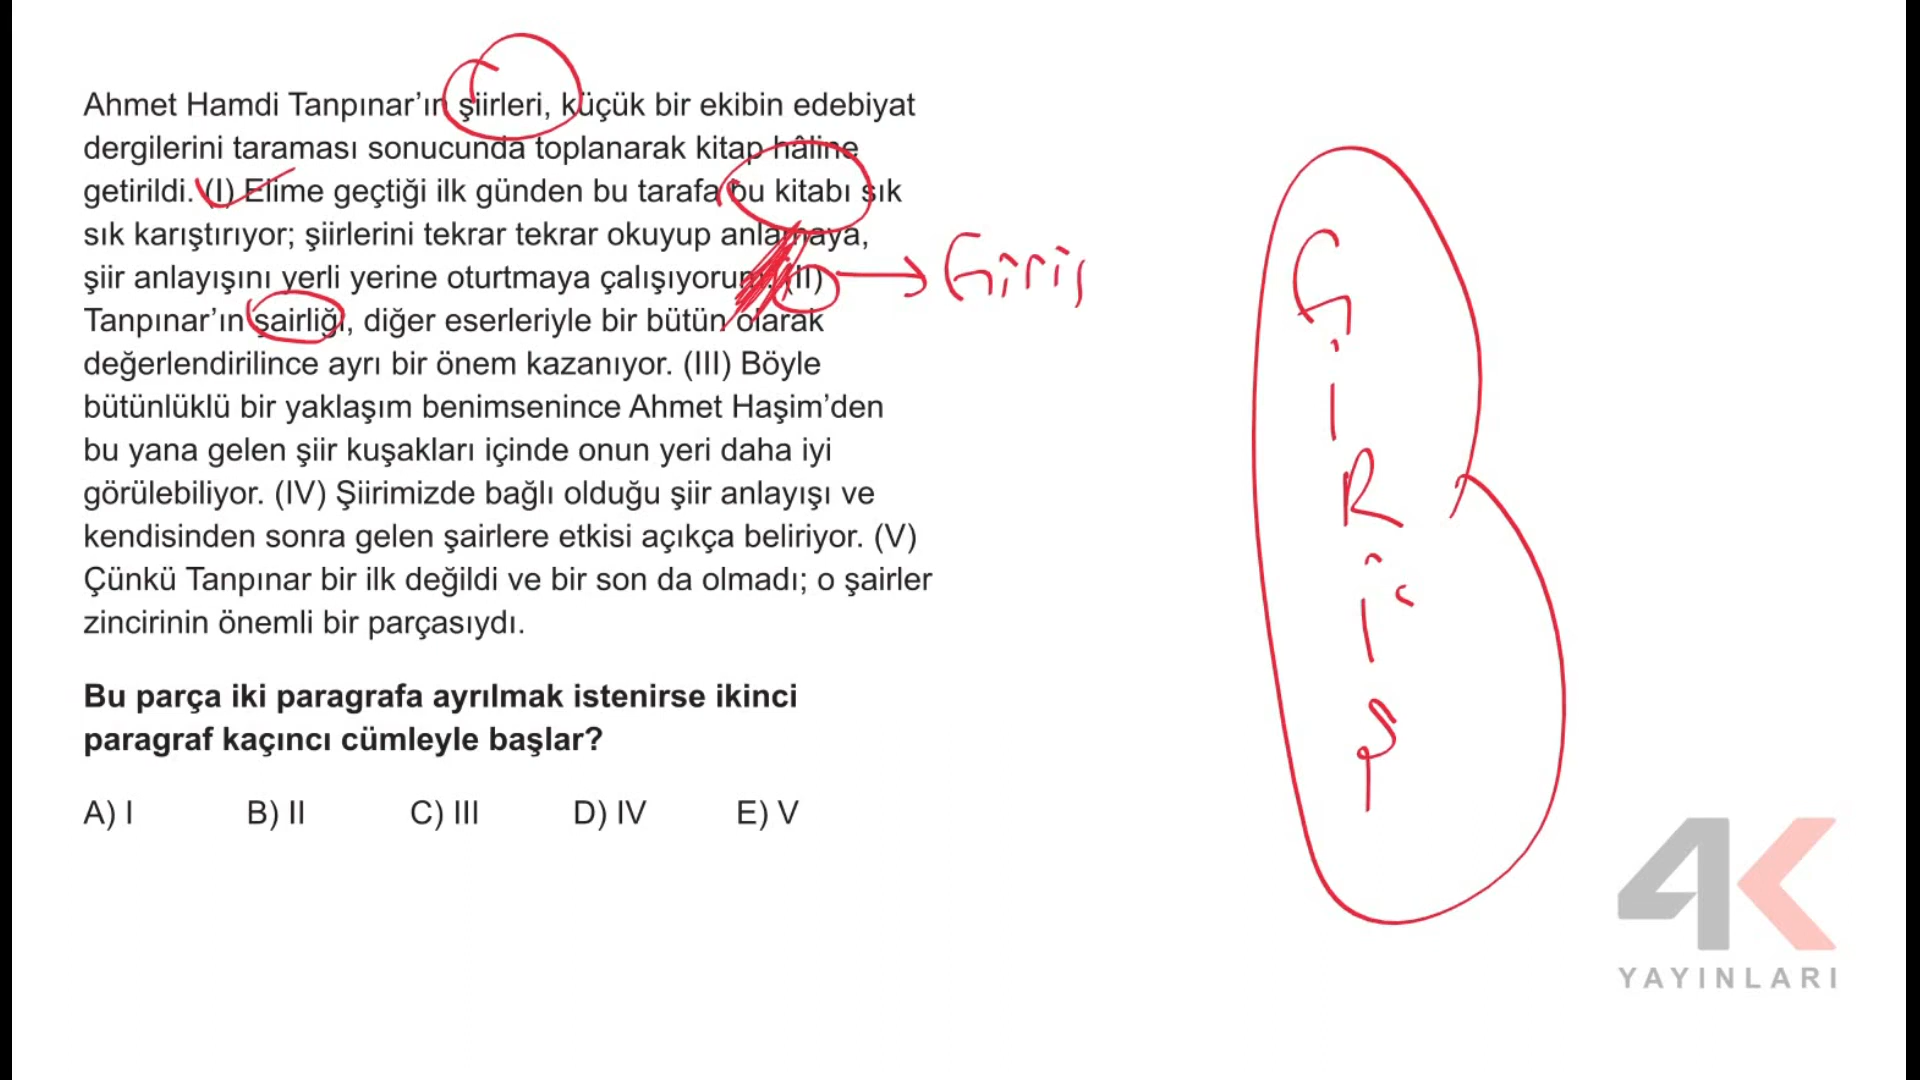 Ahmet Hamdi Tanpınar’ın şiirleri, küçük bir ekibin edebiyat
dergilerini taraması sonucunda toplanarak kitap hâline
getirildi. (I) Elime geçtiği ilk günden bu tarafa bu kitabı sık
sık karıştırıyor; şiirlerini tekrar tekrar okuyup anlamaya,
şiir anlayışını yerli yerine oturtmaya çalışıyorum. (II)
Tanpınar’ın şairliği, diğer eserleriyle bir bütün olarak
değerlendirilince ayrı bir önem kazanıyor. (III) Böyle
bütünlüklü bir yaklaşım benimsenince Ahmet Haşim’den
bu yana gelen şiir kuşakları içinde onun yeri daha iyi
görülebiliyor. (IV) Şiirimizde bağlı olduğu şiir anlayışı ve
kendisinden sonra gelen şairlere etkisi açıkça beliriyor. (V)
Çünkü Tanpınar bir ilk değildi ve bir son da olmadı; o şairler
zincirinin önemli bir parçasıydı.
Bu parça iki paragrafa ayrılmak istenirse ikinci
paragraf kaçıncı cümleyle başlar?
A) I B) II C) III D) IV E) V
Giriş
G
İ
R
İ
Ş
4K
YAYINLARI